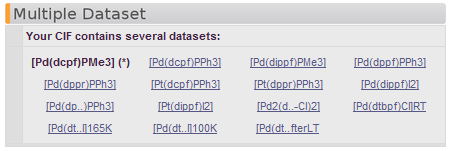 Multiple Dataset
Your CIF contains several datasets:
[Pd(dcpf)PMe3] (*) [Pd(dcpf)PPh3] [Pd(dippf)PMe3] [Pd(dppf)PPh3]
[Pd(dppr)PPh3] [Pt(dcpf)PPh3] [Pt(dppr)PPh3] [Pd(dippf)I2]
[Pd(dp..)PPh3] [Pt(dippf)I2] [Pd2(d..-Cl)2] [Pd(dtbpf)Cl]RT
[Pd(dt..l]165K [Pd(dt..l]100K [Pd(dt..fterLT